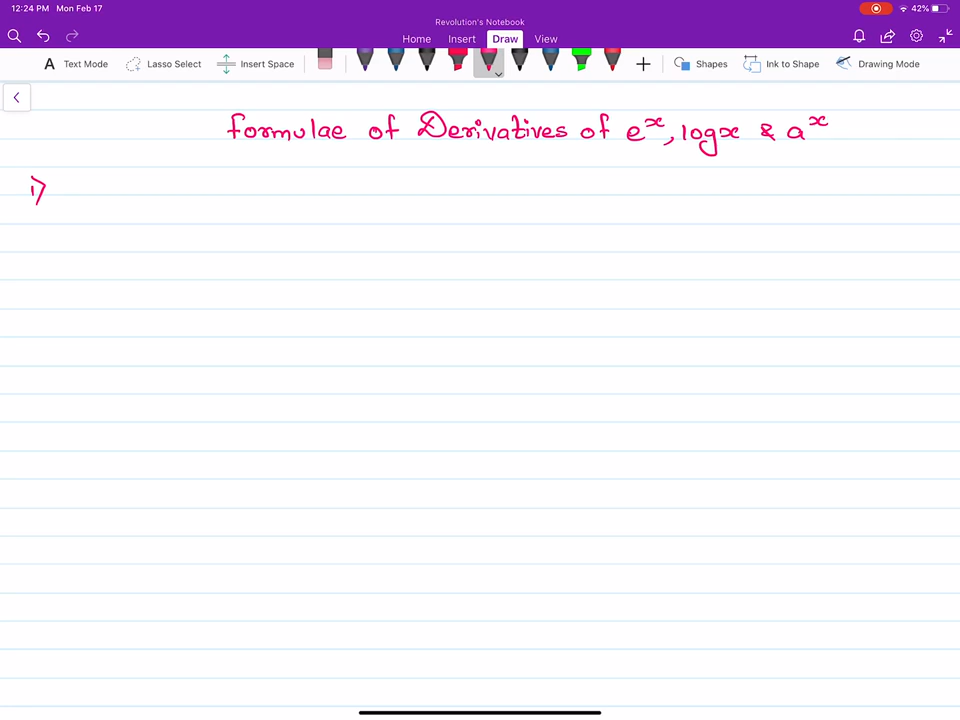 12:24 PM Mon Feb 17 42%
Revolution's Notebook
Home Insert Draw View
A Text Mode Lasso Select Insert Space Shapes Ink to Shape Drawing Mode
formulae of Derivatives of eˣ, logx & aˣ
1)